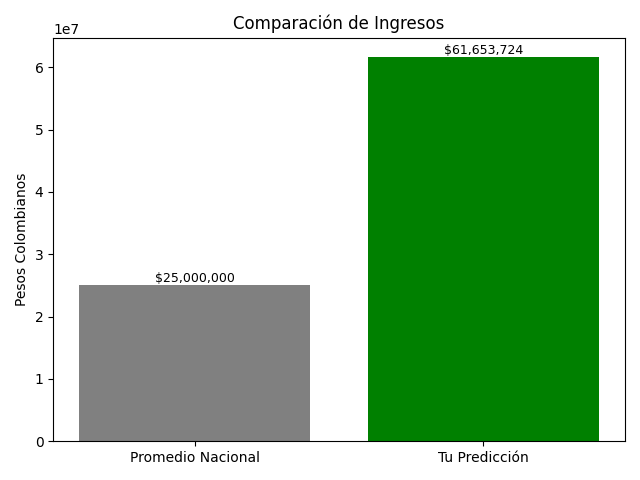 Comparación de Ingresos
1e7
$61,653,724
6
5
Pesos Colombianos
4
3
$25,000,000
2
1
0
Promedio Nacional
Tu Predicción